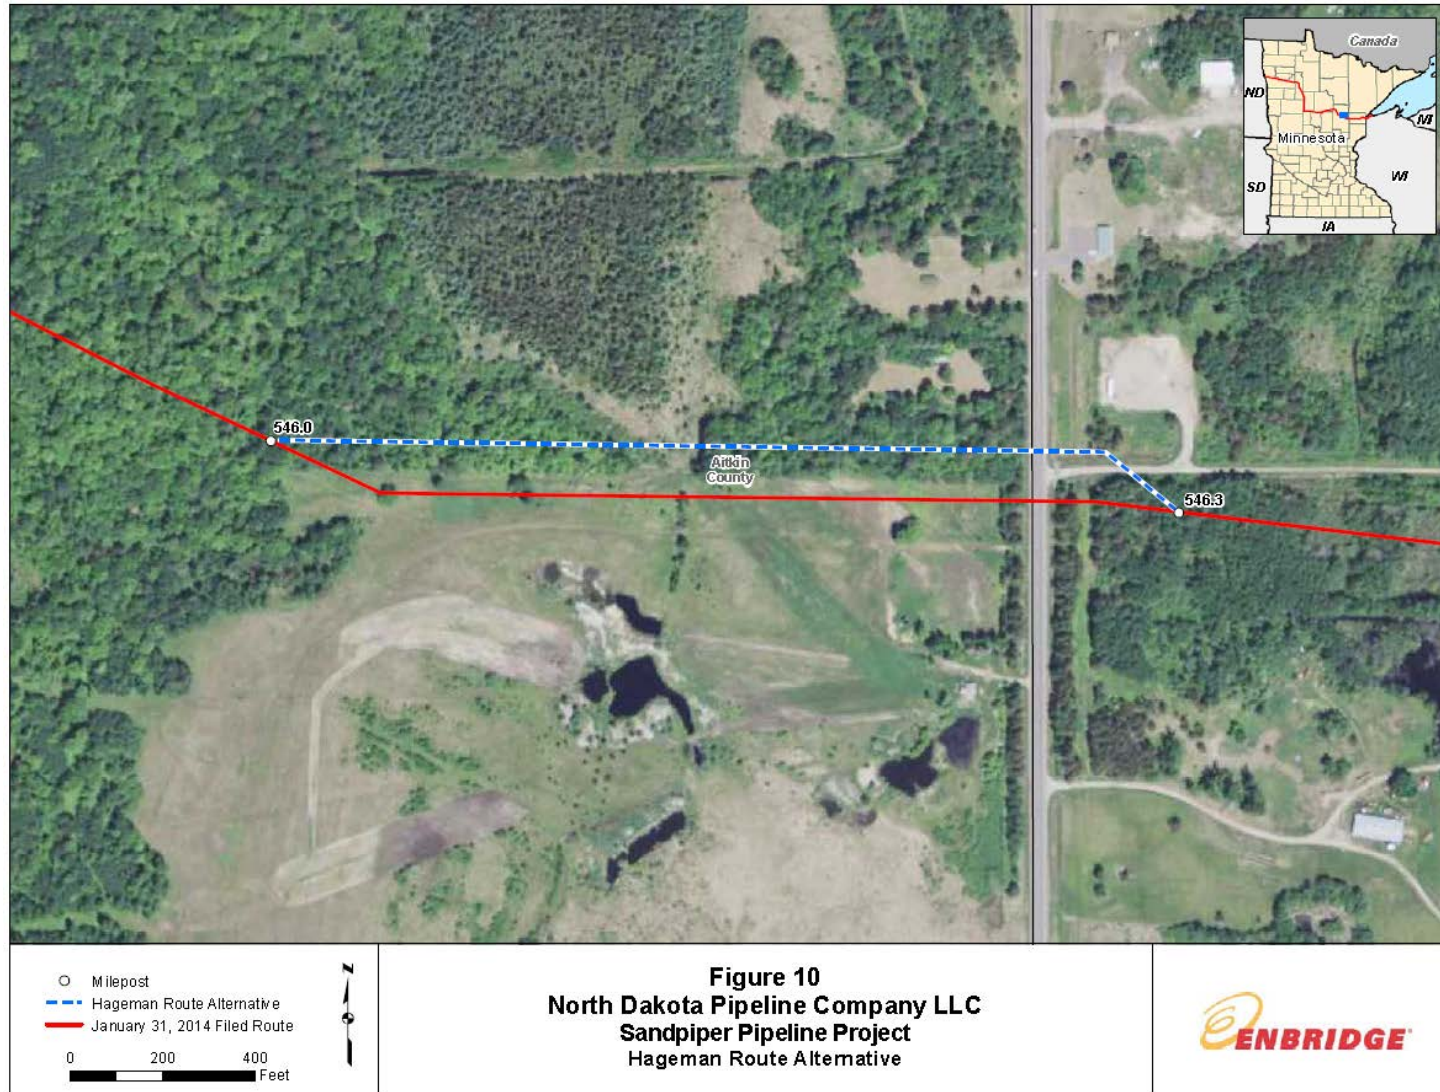 Canada
ND
MI
Minnesota
SD
WI
IA
546.0
Aitkin
County
546.3
Milepost
Hageman Route Alternative
January 31, 2014 Filed Route
0 200 400
Feet
N
Figure 10
North Dakota Pipeline Company LLC
Sandpiper Pipeline Project
Hageman Route Alternative
ENBRIDGE®